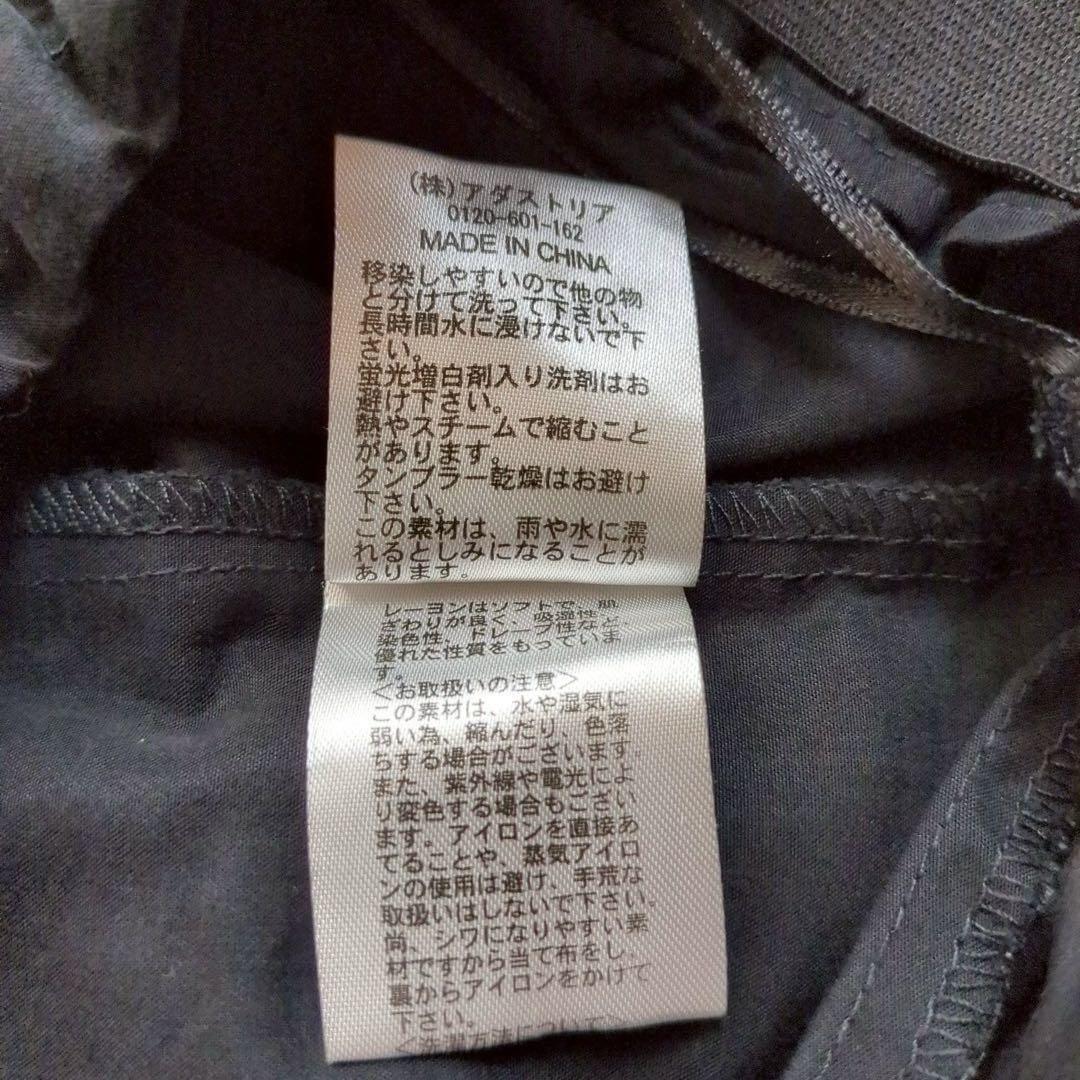 (株)アダストリア
0120-601-162
MADE IN CHINA
移染しやすいので他の物
と分けて洗って下さい。
長時間水に浸けないで下
さい。
蛍光増白剤入り洗剤はお
避け下さい。
熱やスチームで縮むこと
があります。
タンブラー乾燥はお避け
下さい。
この素材は、雨や水に濡
れるとしみになることが
あります。
レーヨンはソフトで、肌
ざわりが良く、吸湿性、
染色性、ドレープ性など
優れた性質をもっていま
す。
<お取扱いの注意>
この素材は、水や湿気に
弱い為、縮んだり、色落
ちする場合がございます。
また、紫外線や電光によ
り変色する場合もござい
ます。アイロンを直接あ
てることや、蒸気アイロ
ンの使用は避け、手荒な
取扱いはしないで下さい。
尚、シワになりやすい素
材ですから当て布をし、
裏からアイロンをかけて
下さい。
<洗濯方法について>